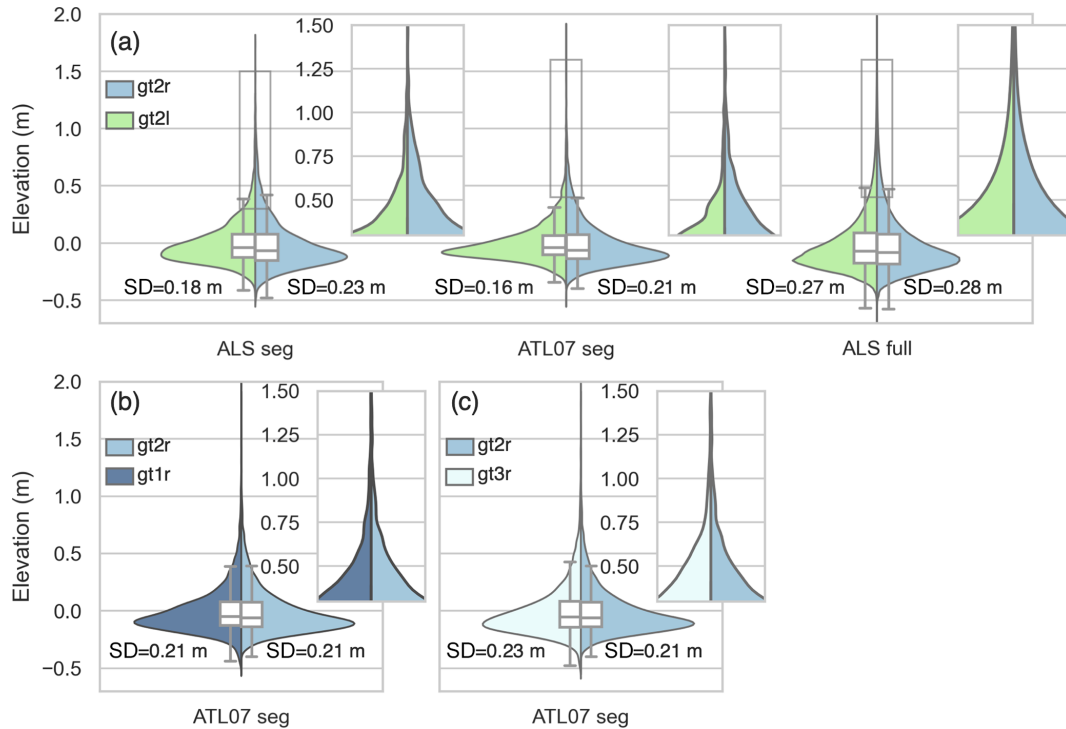 2.0
1.5
1.0
0.5
0.0
−0.5
Elevation (m)
(a)
gt2r
gt2l
1.50
1.25
1.00
0.75
0.50
SD=0.18 m
SD=0.23 m
SD=0.16 m
SD=0.21 m
SD=0.27 m
SD=0.28 m
ALS seg
ATL07 seg
ALS full
2.0
1.5
1.0
0.5
0.0
−0.5
Elevation (m)
(b)
gt2r
gt1r
1.50
1.25
1.00
0.75
0.50
SD=0.21 m
SD=0.21 m
ATL07 seg
(c)
gt2r
gt3r
1.50
1.25
1.00
0.75
0.50
SD=0.23 m
SD=0.21 m
ATL07 seg